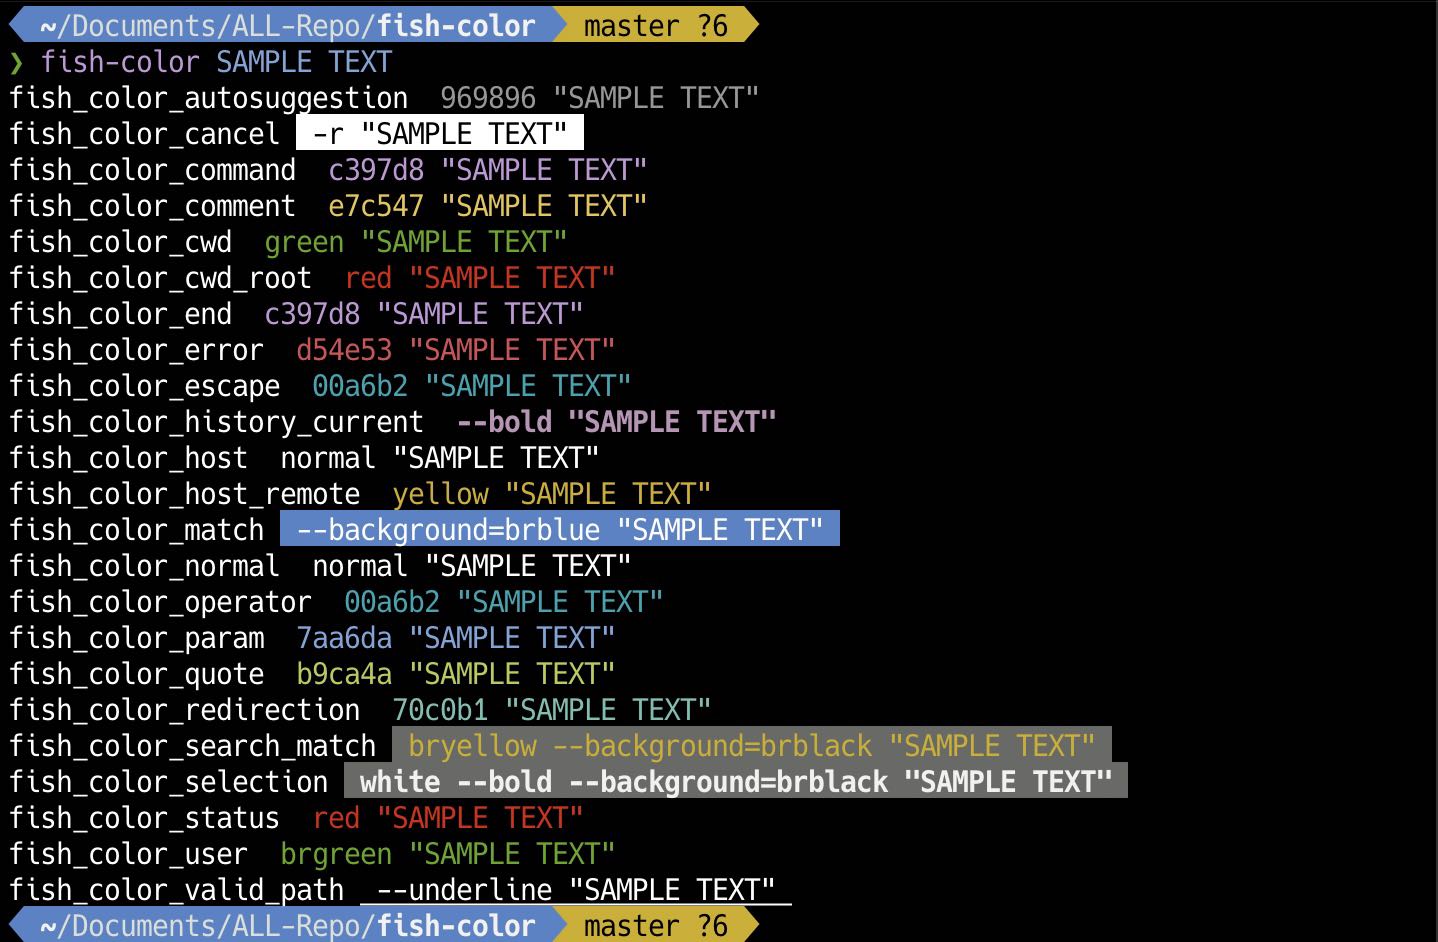 ~/Documents/ALL-Repo/fish-color master ?6
❯ fish-color SAMPLE TEXT
fish_color_autosuggestion 969896 "SAMPLE TEXT"
fish_color_cancel -r "SAMPLE TEXT"
fish_color_command c397d8 "SAMPLE TEXT"
fish_color_comment e7c547 "SAMPLE TEXT"
fish_color_cwd green "SAMPLE TEXT"
fish_color_cwd_root red "SAMPLE TEXT"
fish_color_end c397d8 "SAMPLE TEXT"
fish_color_error d54e53 "SAMPLE TEXT"
fish_color_escape 00a6b2 "SAMPLE TEXT"
fish_color_history_current --bold "SAMPLE TEXT"
fish_color_host normal "SAMPLE TEXT"
fish_color_host_remote yellow "SAMPLE TEXT"
fish_color_match --background=brblue "SAMPLE TEXT"
fish_color_normal normal "SAMPLE TEXT"
fish_color_operator 00a6b2 "SAMPLE TEXT"
fish_color_param 7aa6da "SAMPLE TEXT"
fish_color_quote b9ca4a "SAMPLE TEXT"
fish_color_redirection 70c0b1 "SAMPLE TEXT"
fish_color_search_match bryellow --background=brblack "SAMPLE TEXT"
fish_color_selection white --bold --background=brblack "SAMPLE TEXT"
fish_color_status red "SAMPLE TEXT"
fish_color_user brgreen "SAMPLE TEXT"
fish_color_valid_path --underline "SAMPLE TEXT"
~/Documents/ALL-Repo/fish-color master ?6